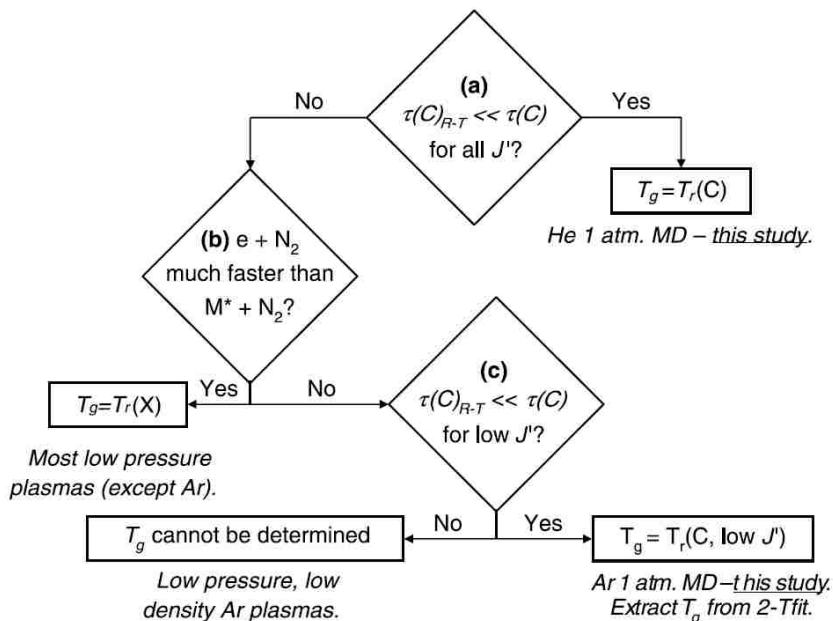 (a)
τ(C)R-T << τ(C)
for all J'?
No
Yes
Tg=Tr(C)
He 1 atm. MD – this study.
(b) e + N2
much faster than
M* + N2?
Yes
No
Tg=Tr(X)
Most low pressure
plasmas (except Ar).
(c)
τ(C)R-T << τ(C)
for low J'?
No
Yes
Tg cannot be determined
Low pressure, low
density Ar plasmas.
Tg = Tr(C, low J')
Ar 1 atm. MD–t his study.
Extract Tg from 2-Tfit.